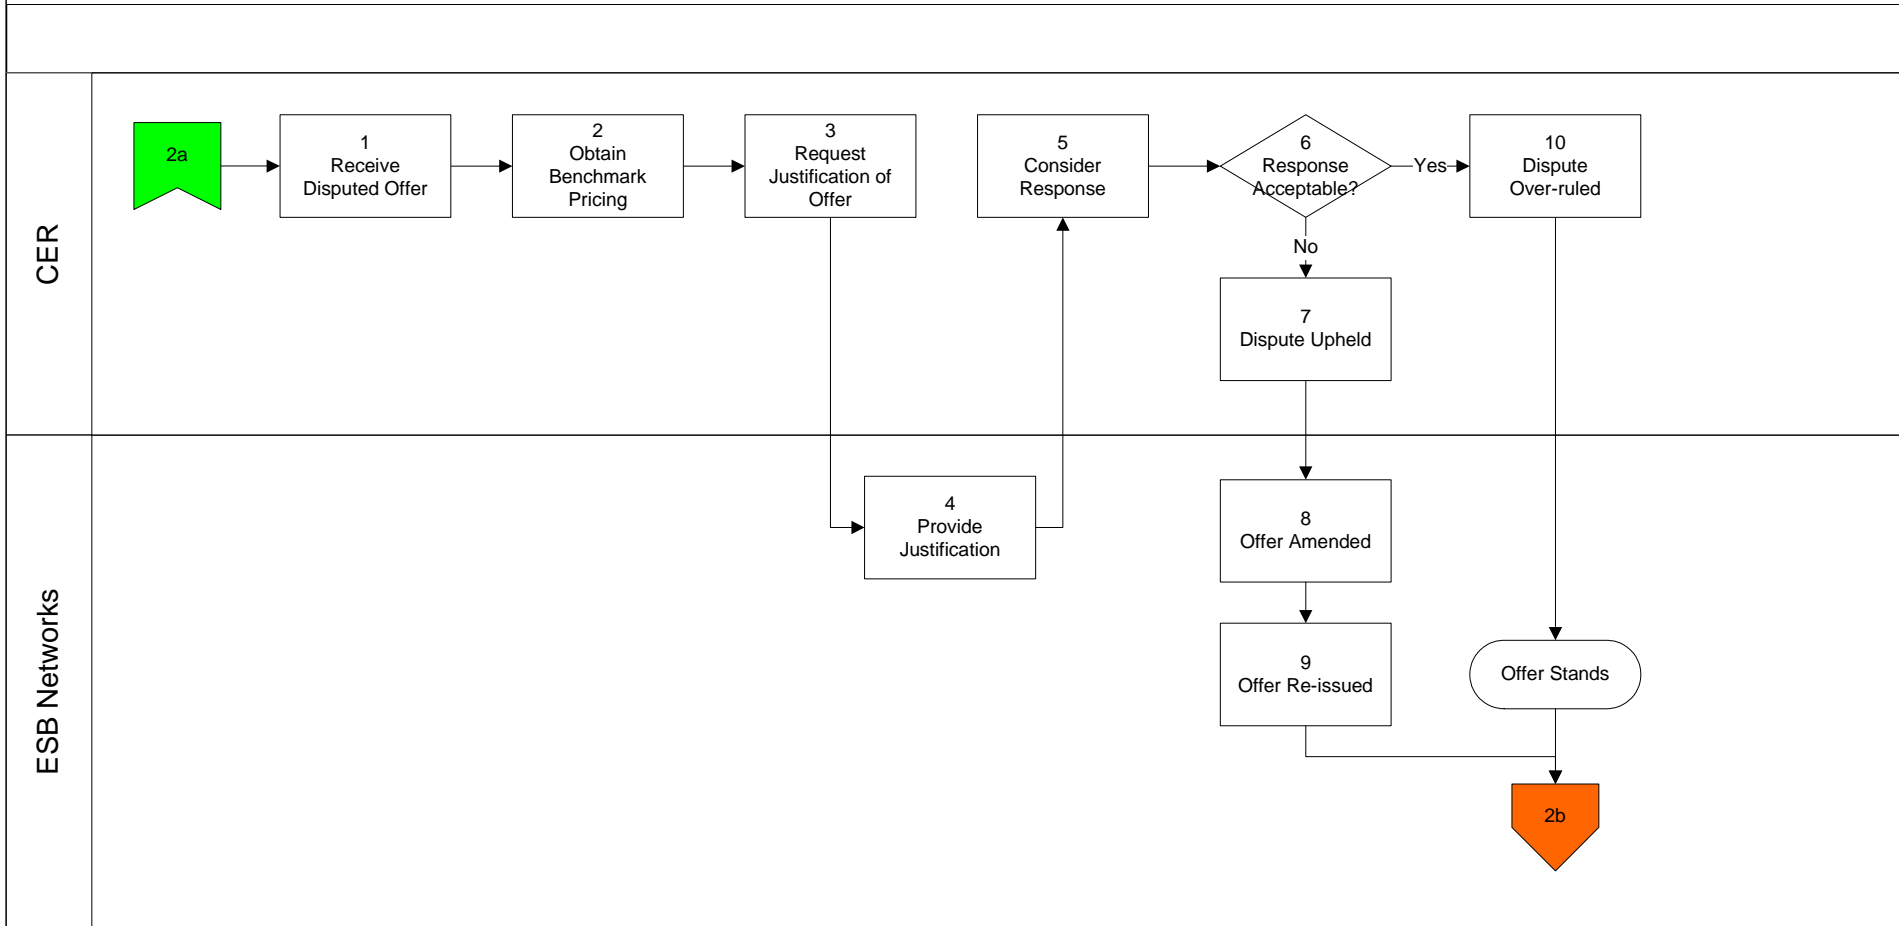 CER
2a
1
Receive
Disputed Offer
2
Obtain
Benchmark
Pricing
3
Request
Justification of
Offer
5
Consider
Response
6
Response
Acceptable?
Yes
10
Dispute
Over-ruled
No
7
Dispute Upheld
ESB Networks
4
Provide
Justification
8
Offer Amended
9
Offer Re-issued
Offer Stands
2b